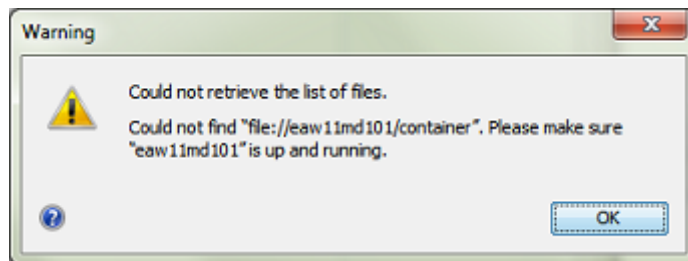 Warning
Could not retrieve the list of files.
Could not find "file://eaw11md101/container". Please make sure
"eaw11md101" is up and running.
OK